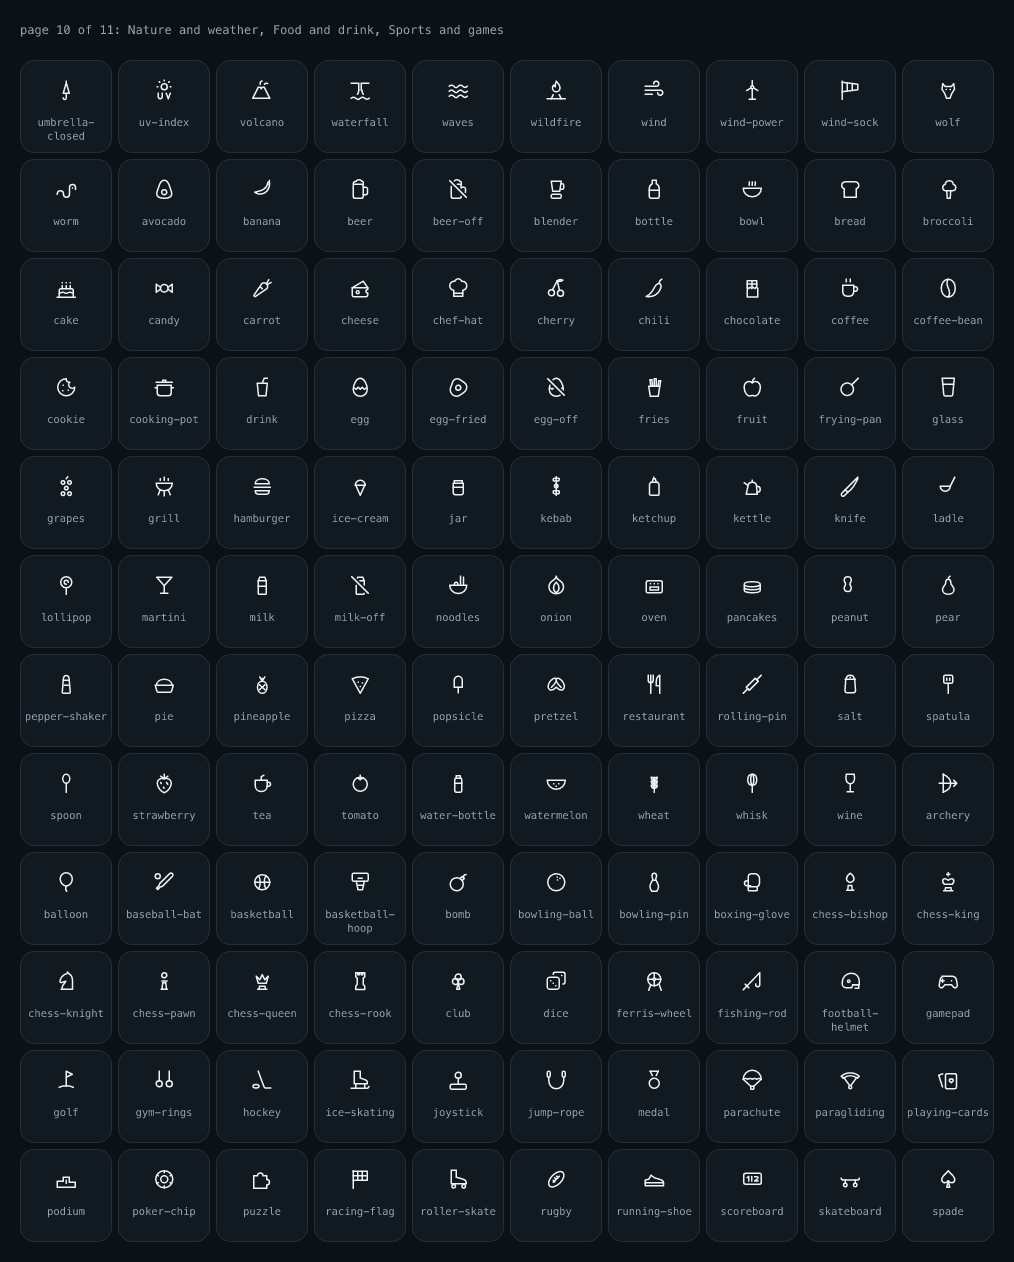 page 10 of 11: Nature and weather, Food and drink, Sports and games
umbrella-
closed
uv-index
UV
volcano
waterfall
waves
wildfire
wind
wind-power
wind-sock
wolf
worm
avocado
banana
beer
beer-off
blender
bottle
bowl
bread
broccoli
cake
candy
carrot
cheese
chef-hat
cherry
chili
chocolate
coffee
coffee-bean
cookie
cooking-pot
drink
egg
egg-fried
egg-off
fries
fruit
frying-pan
glass
grapes
grill
hamburger
ice-cream
jar
kebab
ketchup
kettle
knife
ladle
lollipop
martini
milk
milk-off
noodles
onion
oven
pancakes
peanut
pear
pepper-shaker
pie
pineapple
pizza
popsicle
pretzel
restaurant
rolling-pin
salt
spatula
spoon
strawberry
tea
tomato
water-bottle
watermelon
wheat
whisk
wine
archery
balloon
baseball-bat
basketball
basketball-
hoop
bomb
bowling-ball
bowling-pin
boxing-glove
chess-bishop
chess-king
chess-knight
chess-pawn
chess-queen
chess-rook
club
dice
ferris-wheel
fishing-rod
football-
helmet
gamepad
golf
gym-rings
hockey
ice-skating
joystick
jump-rope
medal
parachute
paragliding
playing-cards
podium
poker-chip
puzzle
racing-flag
roller-skate
rugby
running-shoe
scoreboard
skateboard
spade